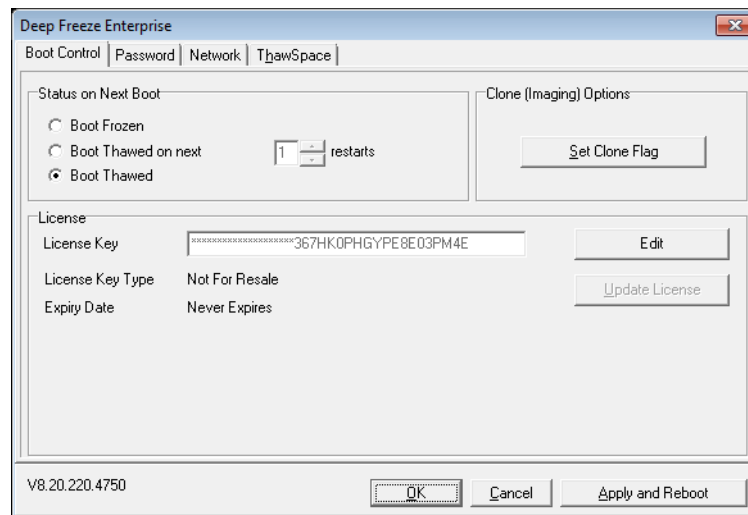 Deep Freeze Enterprise
Boot Control Password Network ThawSpace
Status on Next Boot
Boot Frozen
Boot Thawed on next 1 restarts
Boot Thawed
Clone (Imaging) Options
Set Clone Flag
License
License Key ********************367HK0PHGYPE8E03PM4E Edit
License Key Type Not For Resale Update License
Expiry Date Never Expires
V8.20.220.4750 OK Cancel Apply and Reboot